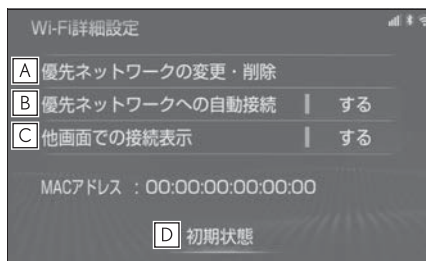 Wi-Fi詳細設定
A 優先ネットワークの変更・削除
B 優先ネットワークへの自動接続 する
C 他画面での接続表示 する
MACアドレス : 00:00:00:00:00:00
D 初期状態